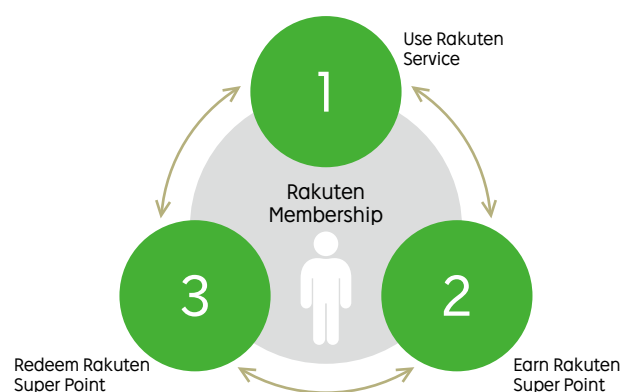 Use Rakuten
Service
1
Rakuten
Membership
3
2
Redeem Rakuten
Super Point
Earn Rakuten
Super Point